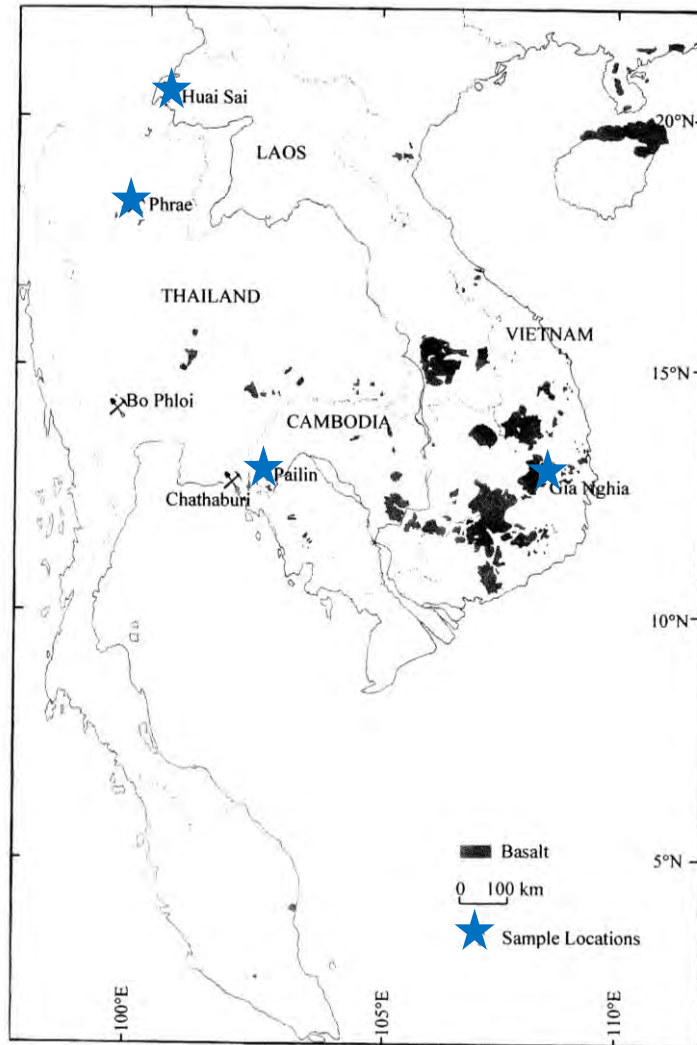 Huai Sai
20°N
LAOS
Phrae
THAILAND
VIETNAM
15°N
Bo Phloi
CAMBODIA
Pailin
Chathaburi
Gia Nghia
10°N
Basalt
5°N
0 100 km
Sample Locations
100°E
105°E
110°E